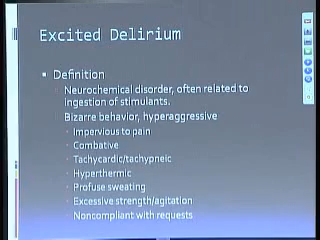 Excited Delirium
Definition
Neurochemical disorder, often related to
ingestion of stimulants.
Bizarre behavior, hyperaggressive
Impervious to pain
Combative
Tachycardic/tachypneic
Hyperthermic
Profuse sweating
Excessive strength/agitation
Noncompliant with requests